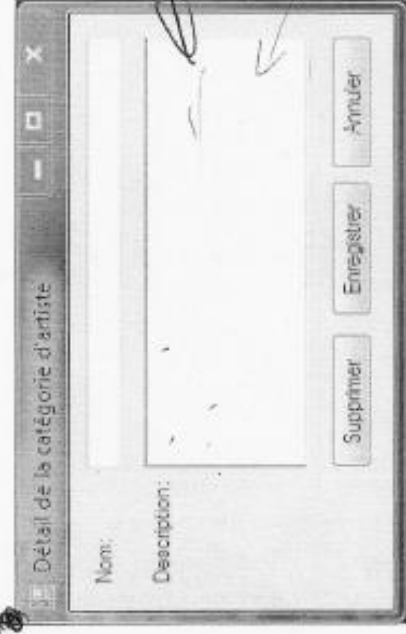 Détail de la catégorie d'artiste
Nom:
Description:
Supprimer Enregistrer Annuler